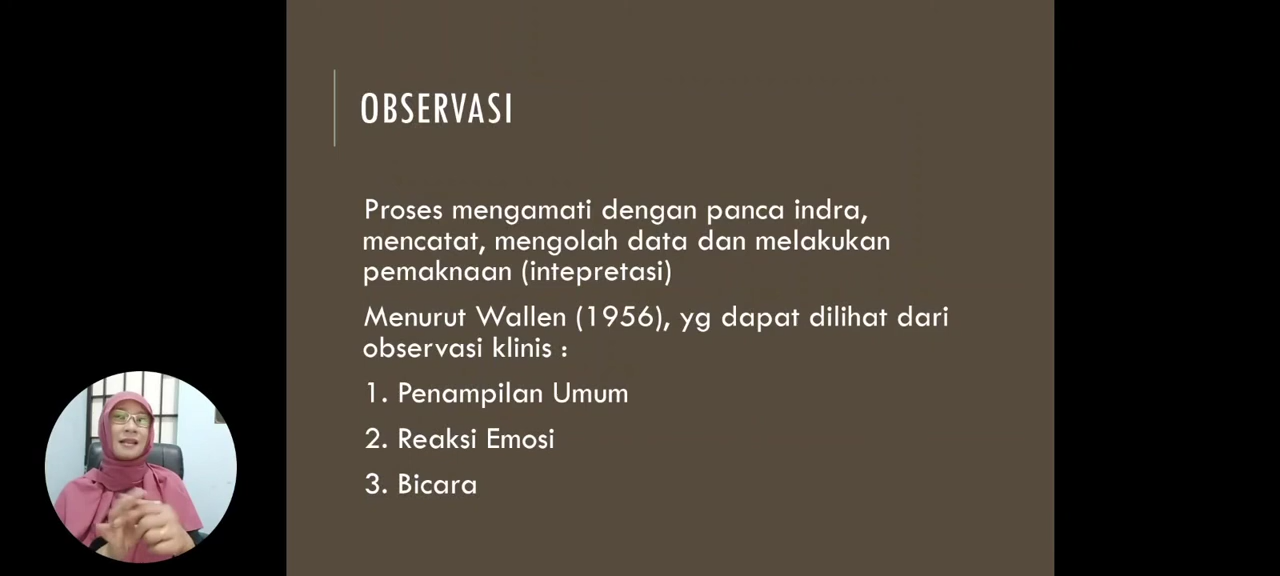 OBSERVASI
Proses mengamati dengan panca indra,
mencatat, mengolah data dan melakukan
pemaknaan (intepretasi)
Menurut Wallen (1956), yg dapat dilihat dari
observasi klinis :
1. Penampilan Umum
2. Reaksi Emosi
3. Bicara